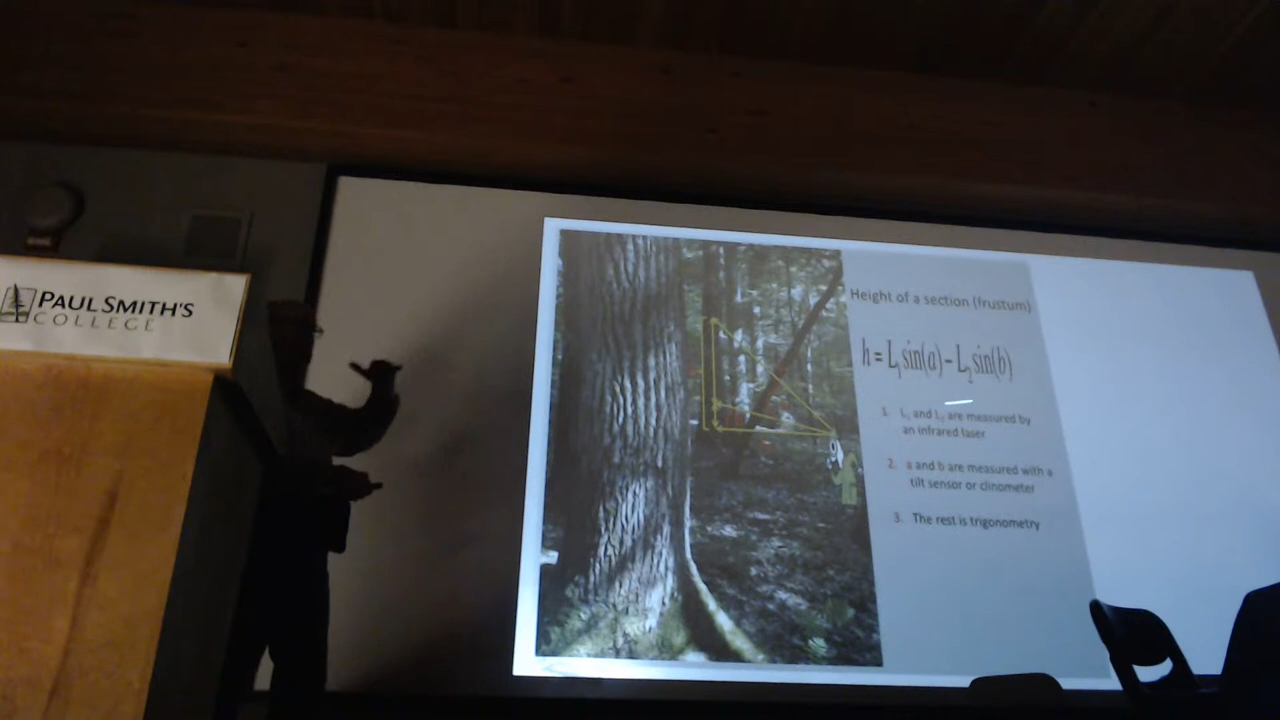 PAUL SMITH'S
COLLEGE
Height of a section (frustum)
h = L₁ sin(a) – L₂ sin(b)
1. L₁ and L₂ are measured by
an infrared laser
2. a and b are measured with a
tilt sensor or clinometer
3. The rest is trigonometry